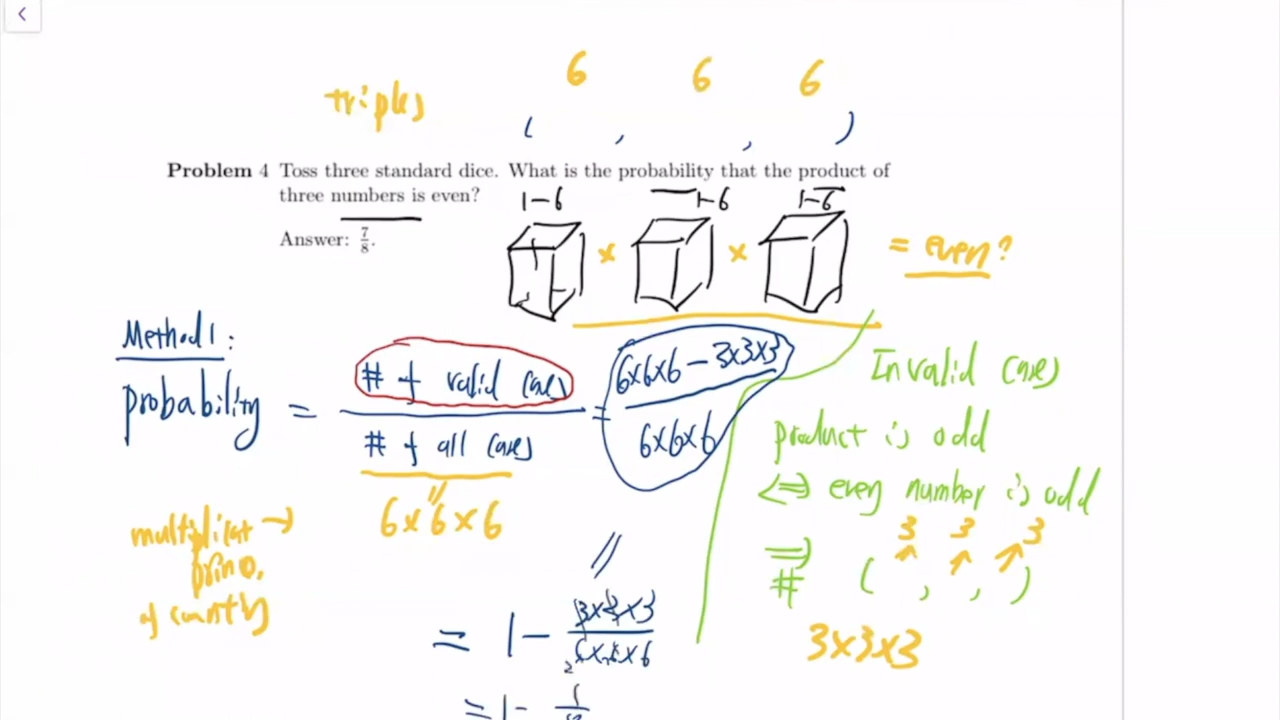 6 6 6
triples ( , , )
Problem 4 Toss three standard dice. What is the probability that the product of
three numbers is even?
1-6 1-6 1-6
Answer: 7/8.
× × = even?
Method 1:
probability = # of valid cases / # of all cases = 6×6×6 - 3×3×3 / 6×6×6
6×6×6
multiplicat →
of
= 1 - 3×3×3 / 6×6×6
2
= 1 - 1
Invalid cases
product is odd
⟺ every number is odd
3 3 3
⟹
# ( , , )
3×3×3